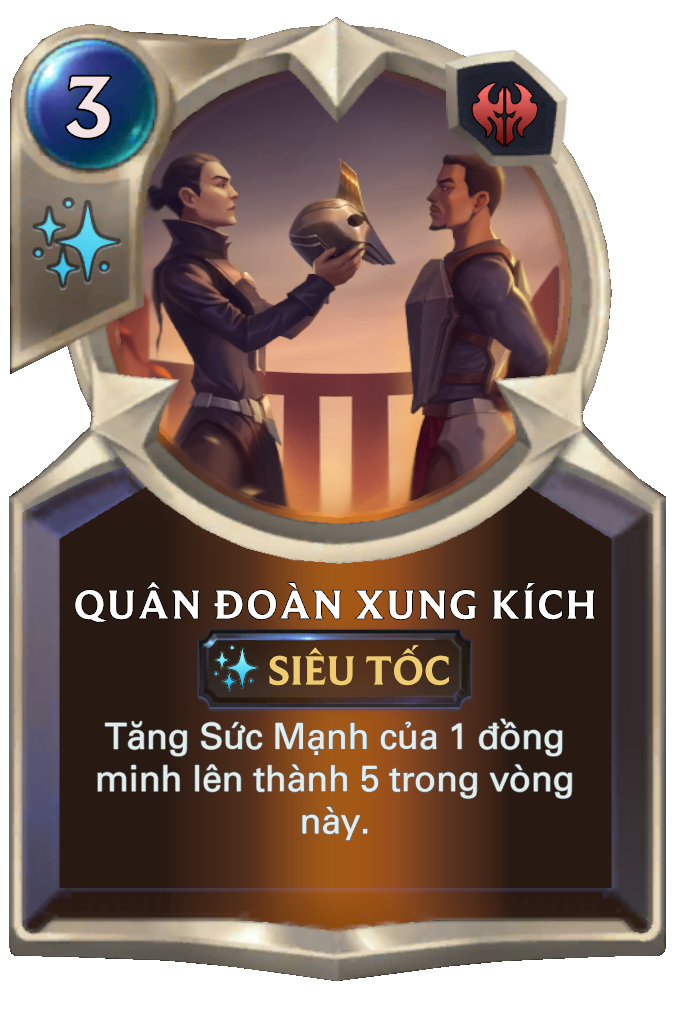 3
QUÂN ĐOÀN XUNG KÍCH
SIÊU TỐC
Tăng Sức Mạnh của 1 đồng
minh lên thành 5 trong vòng
này.